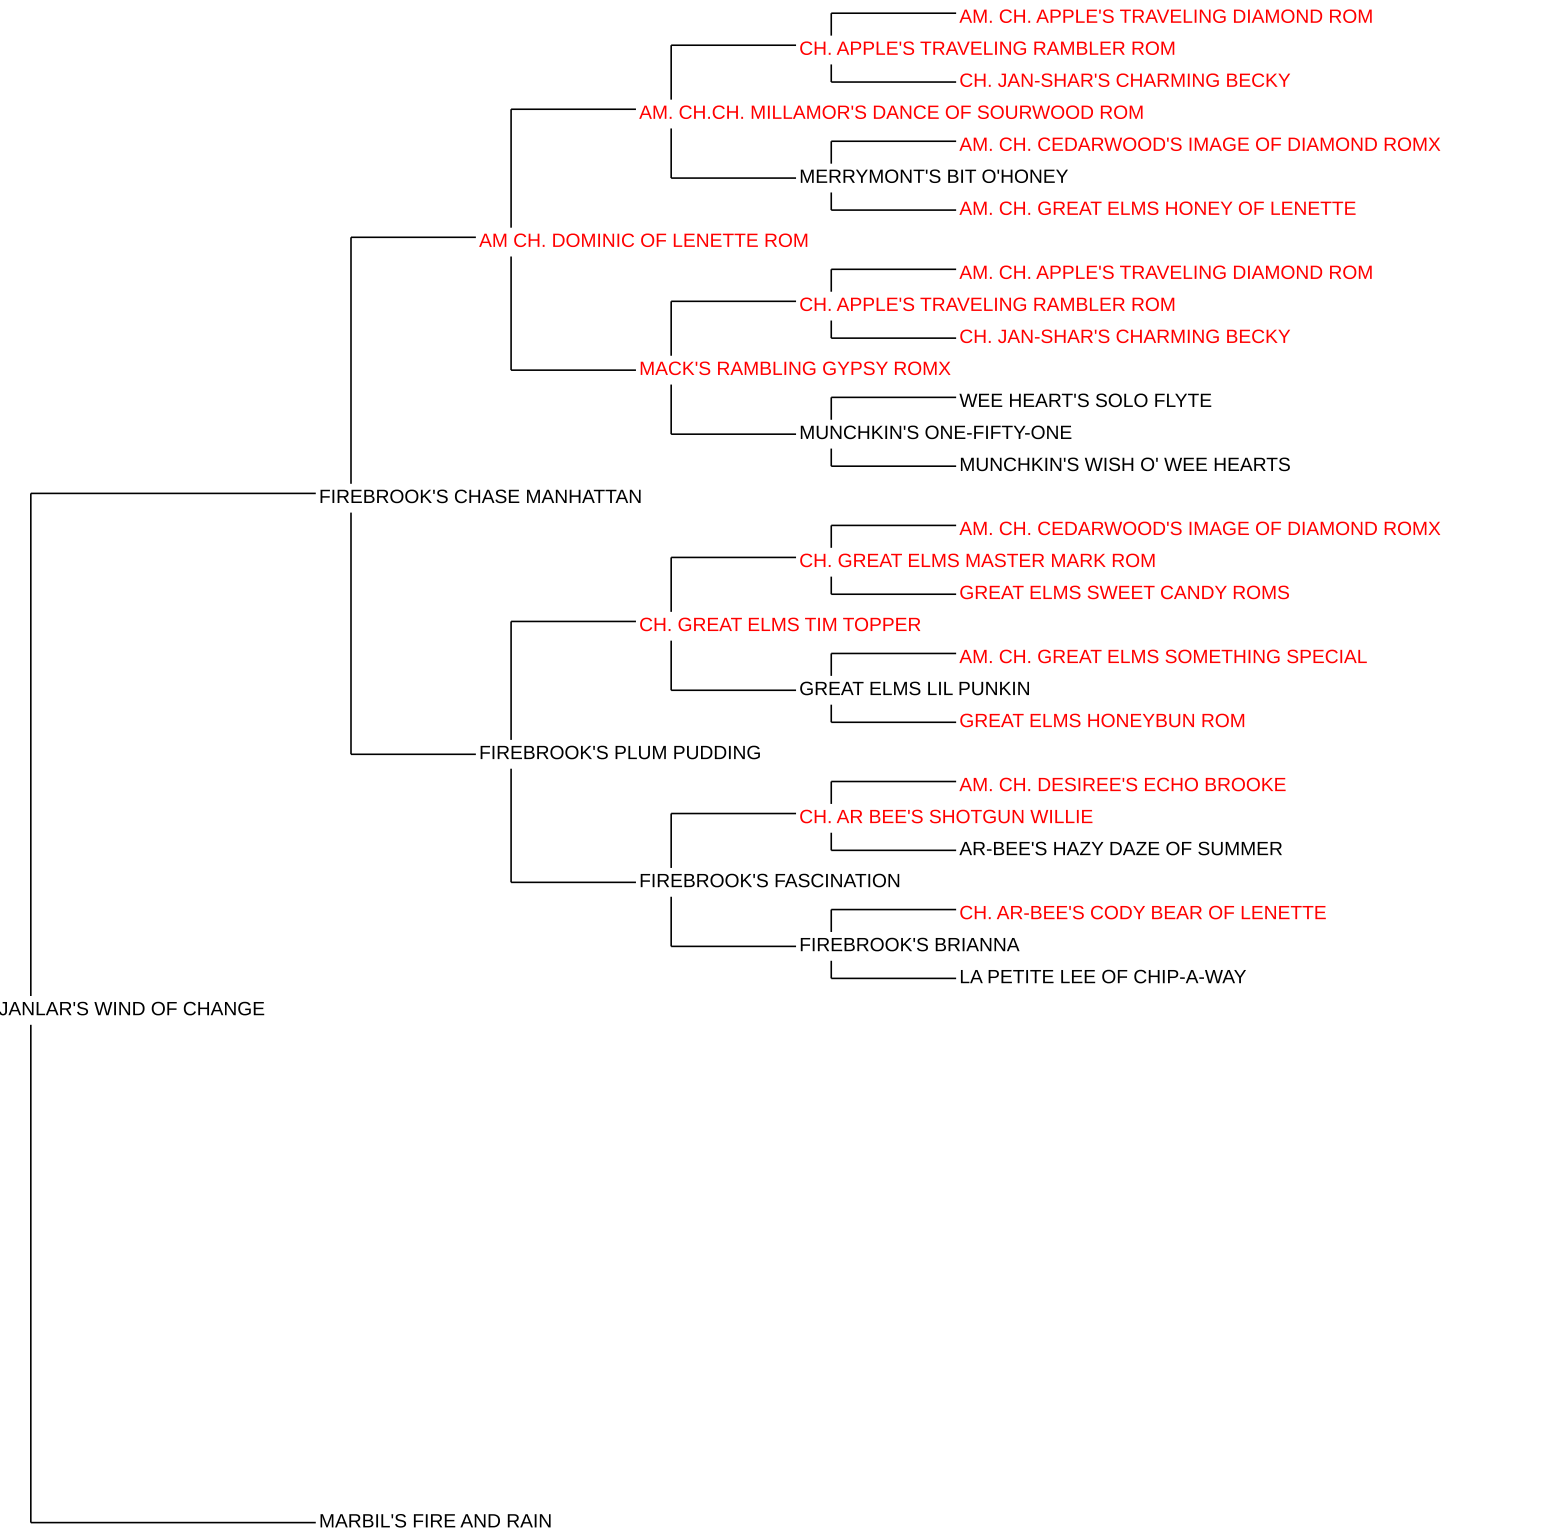 AM. CH. APPLE'S TRAVELING DIAMOND ROM
CH. APPLE'S TRAVELING RAMBLER ROM
CH. JAN-SHAR'S CHARMING BECKY
AM. CH.CH. MILLAMOR'S DANCE OF SOURWOOD ROM
AM. CH. CEDARWOOD'S IMAGE OF DIAMOND ROMX
MERRYMONT'S BIT O'HONEY
AM. CH. GREAT ELMS HONEY OF LENETTE
AM CH. DOMINIC OF LENETTE ROM
AM. CH. APPLE'S TRAVELING DIAMOND ROM
CH. APPLE'S TRAVELING RAMBLER ROM
CH. JAN-SHAR'S CHARMING BECKY
MACK'S RAMBLING GYPSY ROMX
WEE HEART'S SOLO FLYTE
MUNCHKIN'S ONE-FIFTY-ONE
MUNCHKIN'S WISH O' WEE HEARTS
FIREBROOK'S CHASE MANHATTAN
AM. CH. CEDARWOOD'S IMAGE OF DIAMOND ROMX
CH. GREAT ELMS MASTER MARK ROM
GREAT ELMS SWEET CANDY ROMS
CH. GREAT ELMS TIM TOPPER
AM. CH. GREAT ELMS SOMETHING SPECIAL
GREAT ELMS LIL PUNKIN
GREAT ELMS HONEYBUN ROM
FIREBROOK'S PLUM PUDDING
AM. CH. DESIREE'S ECHO BROOKE
CH. AR BEE'S SHOTGUN WILLIE
AR-BEE'S HAZY DAZE OF SUMMER
FIREBROOK'S FASCINATION
CH. AR-BEE'S CODY BEAR OF LENETTE
FIREBROOK'S BRIANNA
LA PETITE LEE OF CHIP-A-WAY
JANLAR'S WIND OF CHANGE
MARBIL'S FIRE AND RAIN